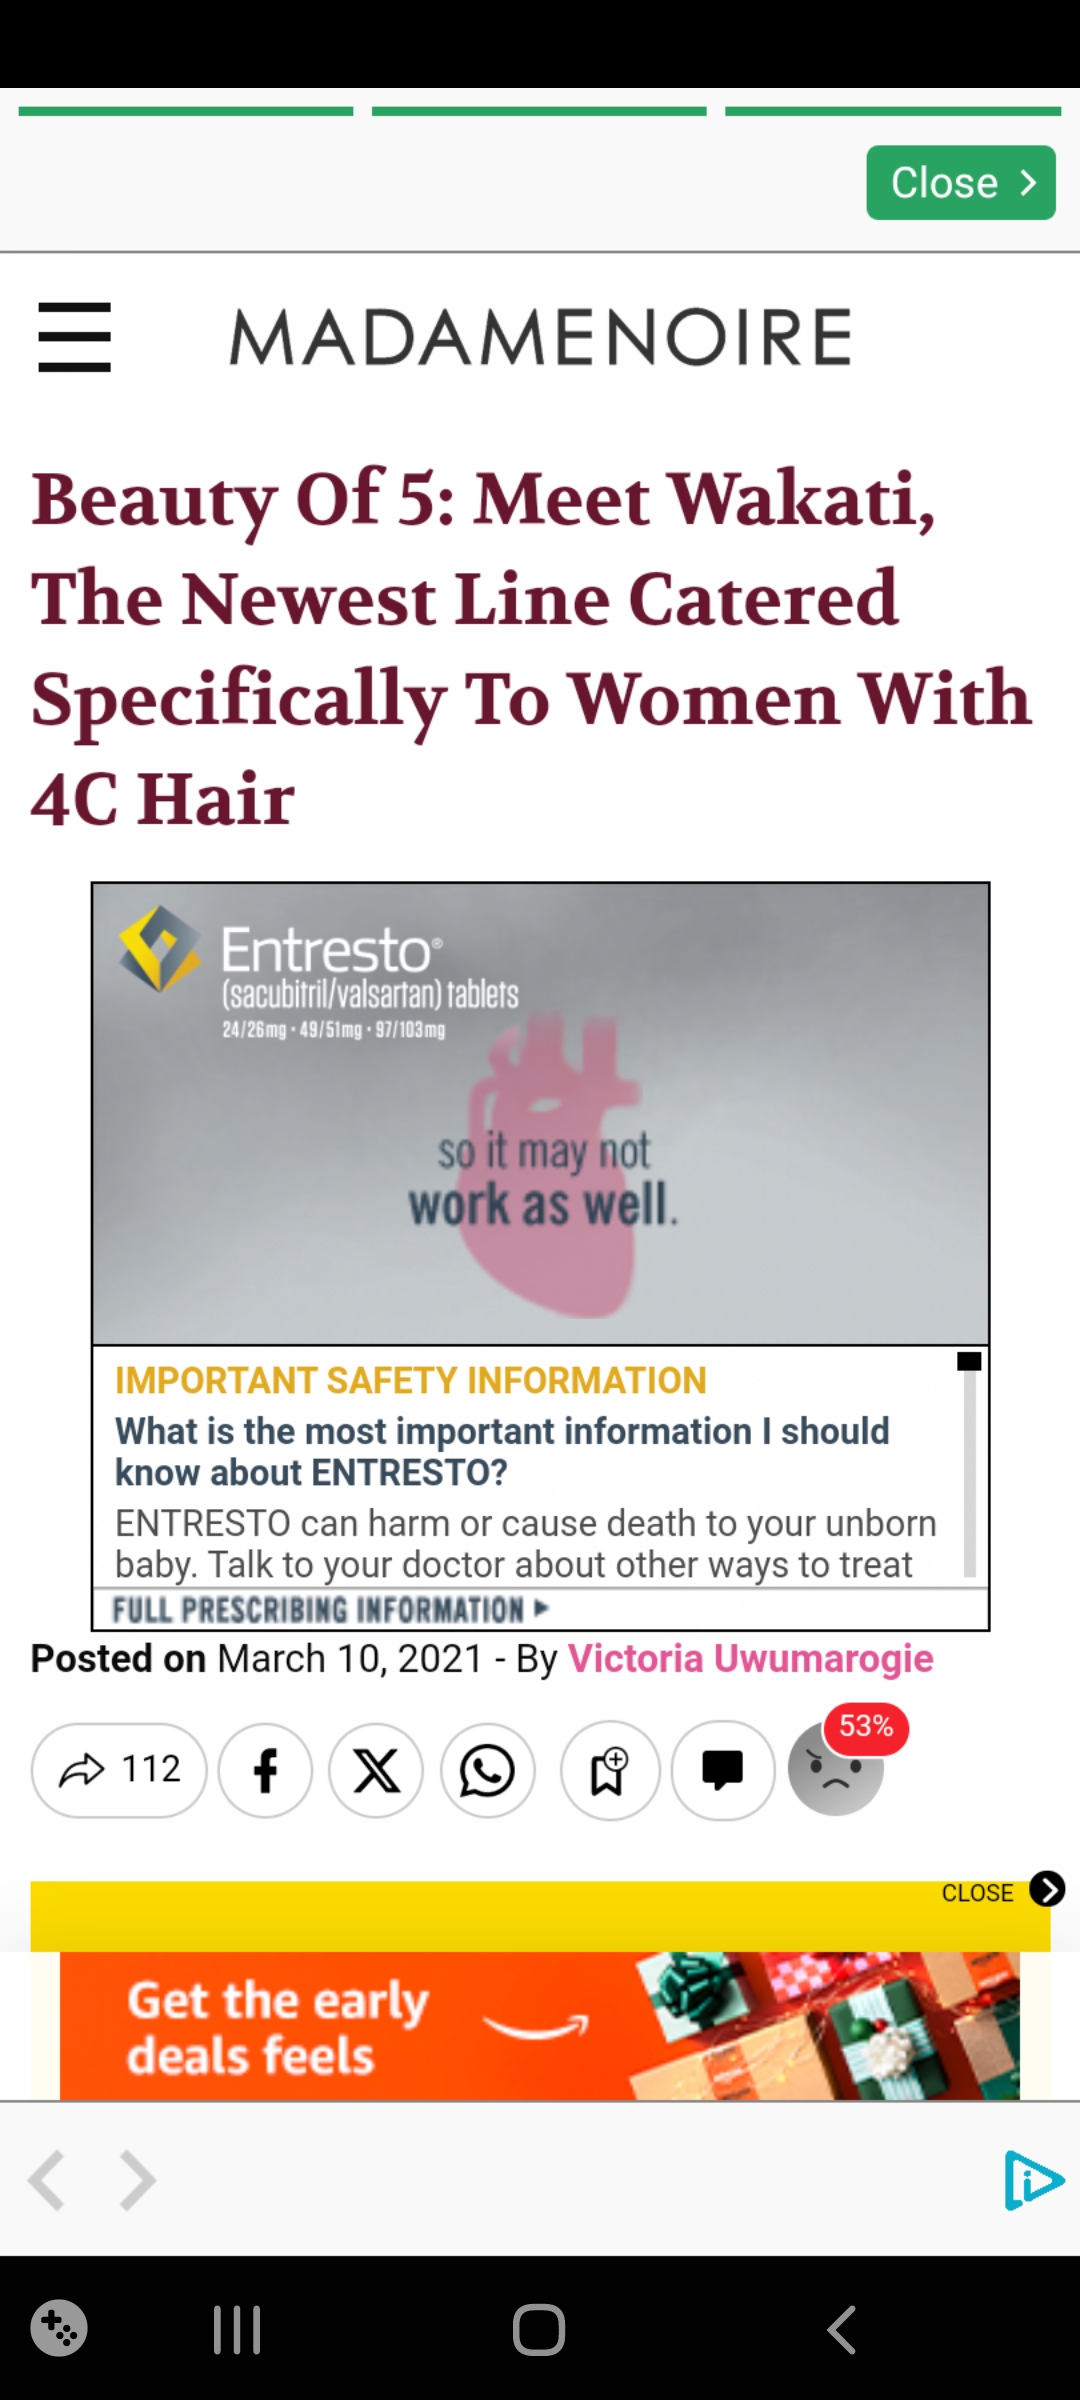 Close
MADAMENOIRE
Beauty Of 5: Meet Wakati,
The Newest Line Catered
Specifically To Women With
4C Hair
Entresto®
(sacubitril/valsartan) tablets
24/26mg · 49/51mg · 97/103mg
so it may not
work as well.
IMPORTANT SAFETY INFORMATION
What is the most important information I should
know about ENTRESTO?
ENTRESTO can harm or cause death to your unborn
baby. Talk to your doctor about other ways to treat
FULL PRESCRIBING INFORMATION
Posted on March 10, 2021 - By Victoria Uwumarogie
53%
112
CLOSE
Get the early
deals feels